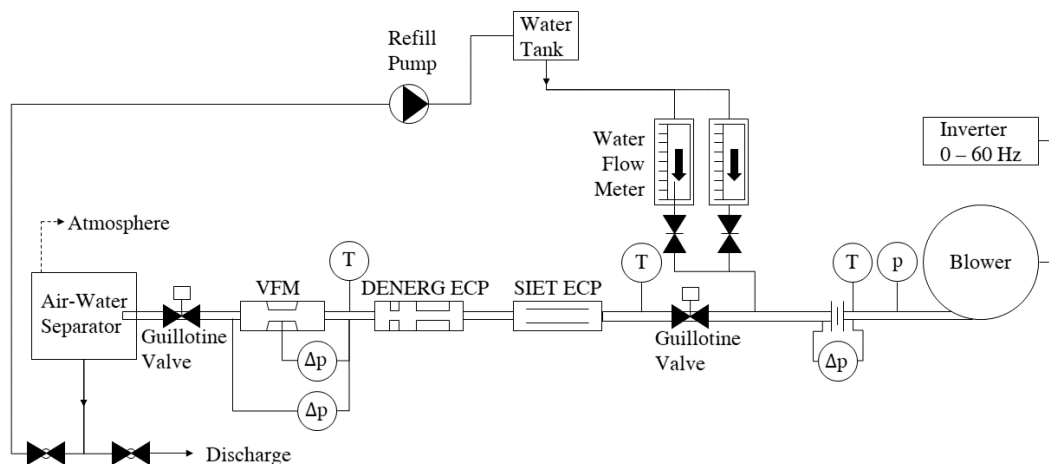 Water
Tank
Refill
Pump
Water
Flow
Meter
Inverter
0 – 60 Hz
Atmosphere
T
VFM
DENERG ECP
SIET ECP
T
T
p
Blower
Air-Water
Separator
Guillotine
Valve
Guillotine
Valve
Δp
Δp
Δp
Discharge